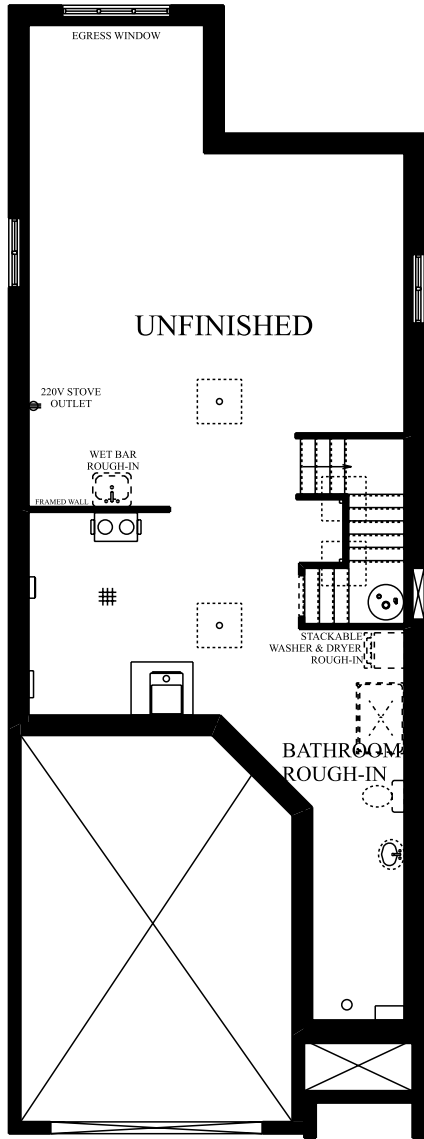 EGRESS WINDOW
UNFINISHED
220V STOVE
OUTLET
WET BAR
ROUGH-IN
FRAMED WALL
STACKABLE
WASHER & DRYER
ROUGH-IN
BATHROOM
ROUGH-IN